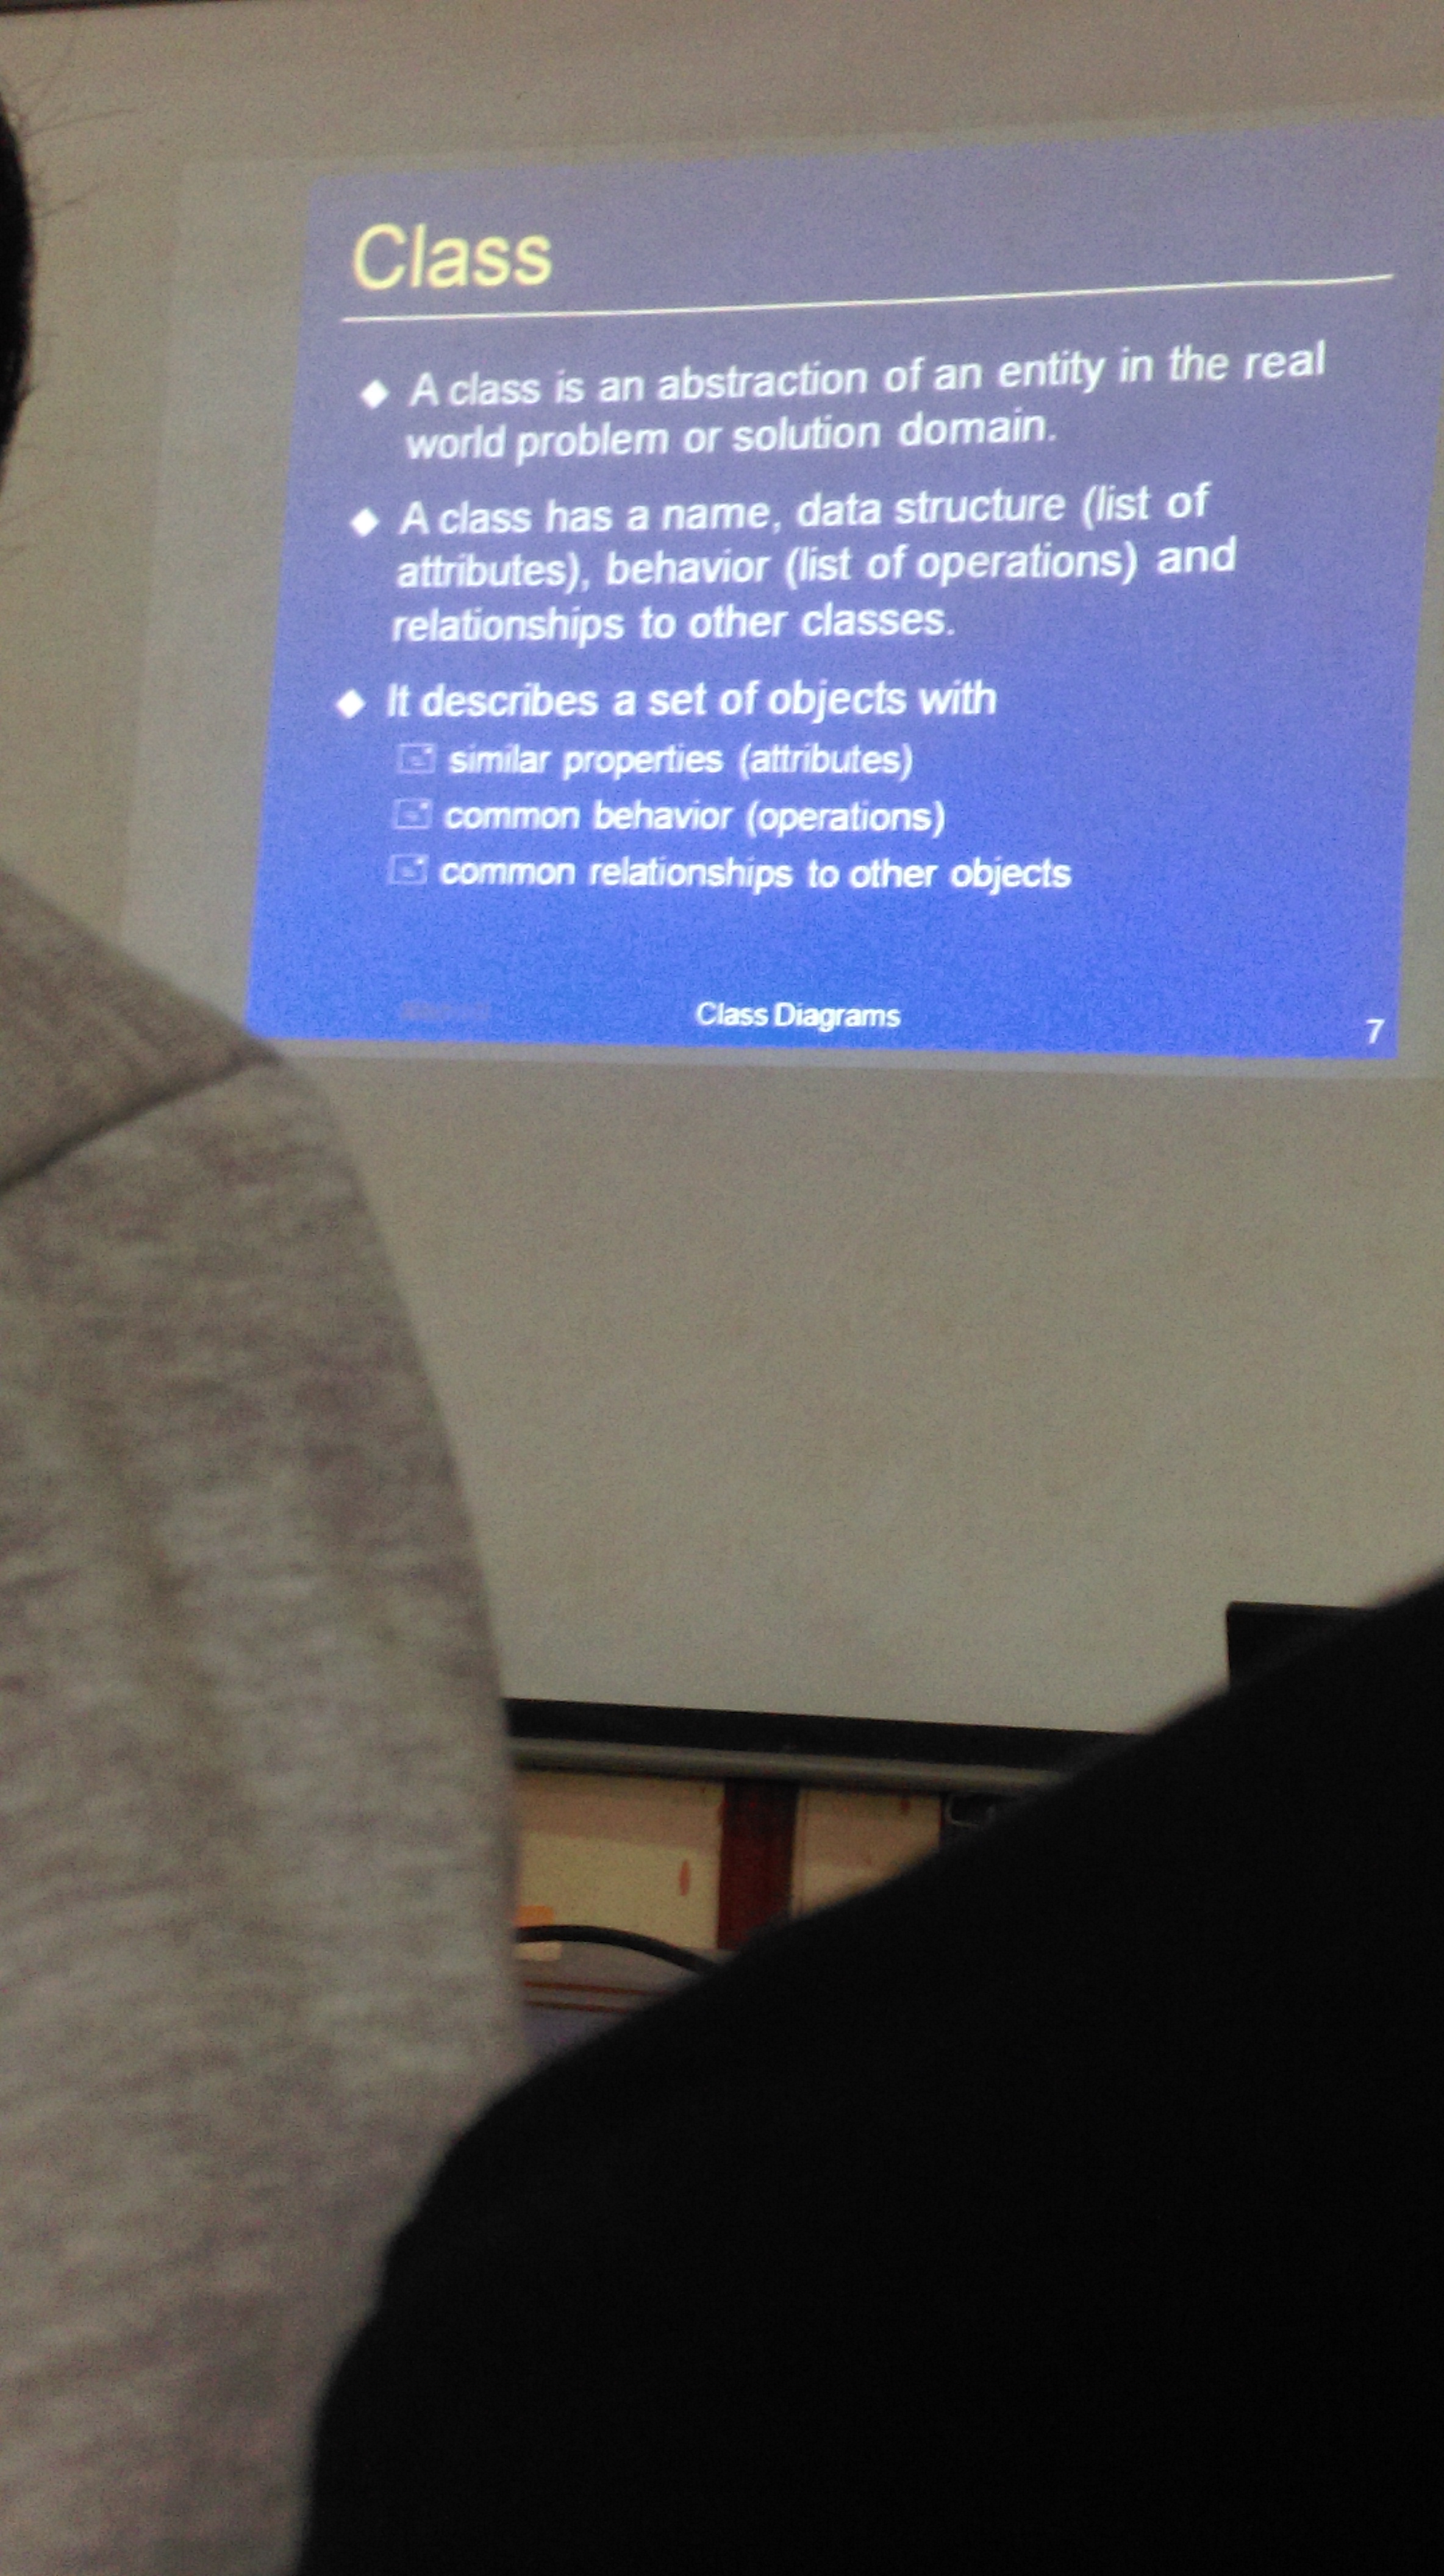 Class
A class is an abstraction of an entity in the real
world problem or solution domain.
A class has a name, data structure (list of
attributes), behavior (list of operations) and
relationships to other classes.
It describes a set of objects with
similar properties (attributes)
common behavior (operations)
common relationships to other objects
Class Diagrams
7